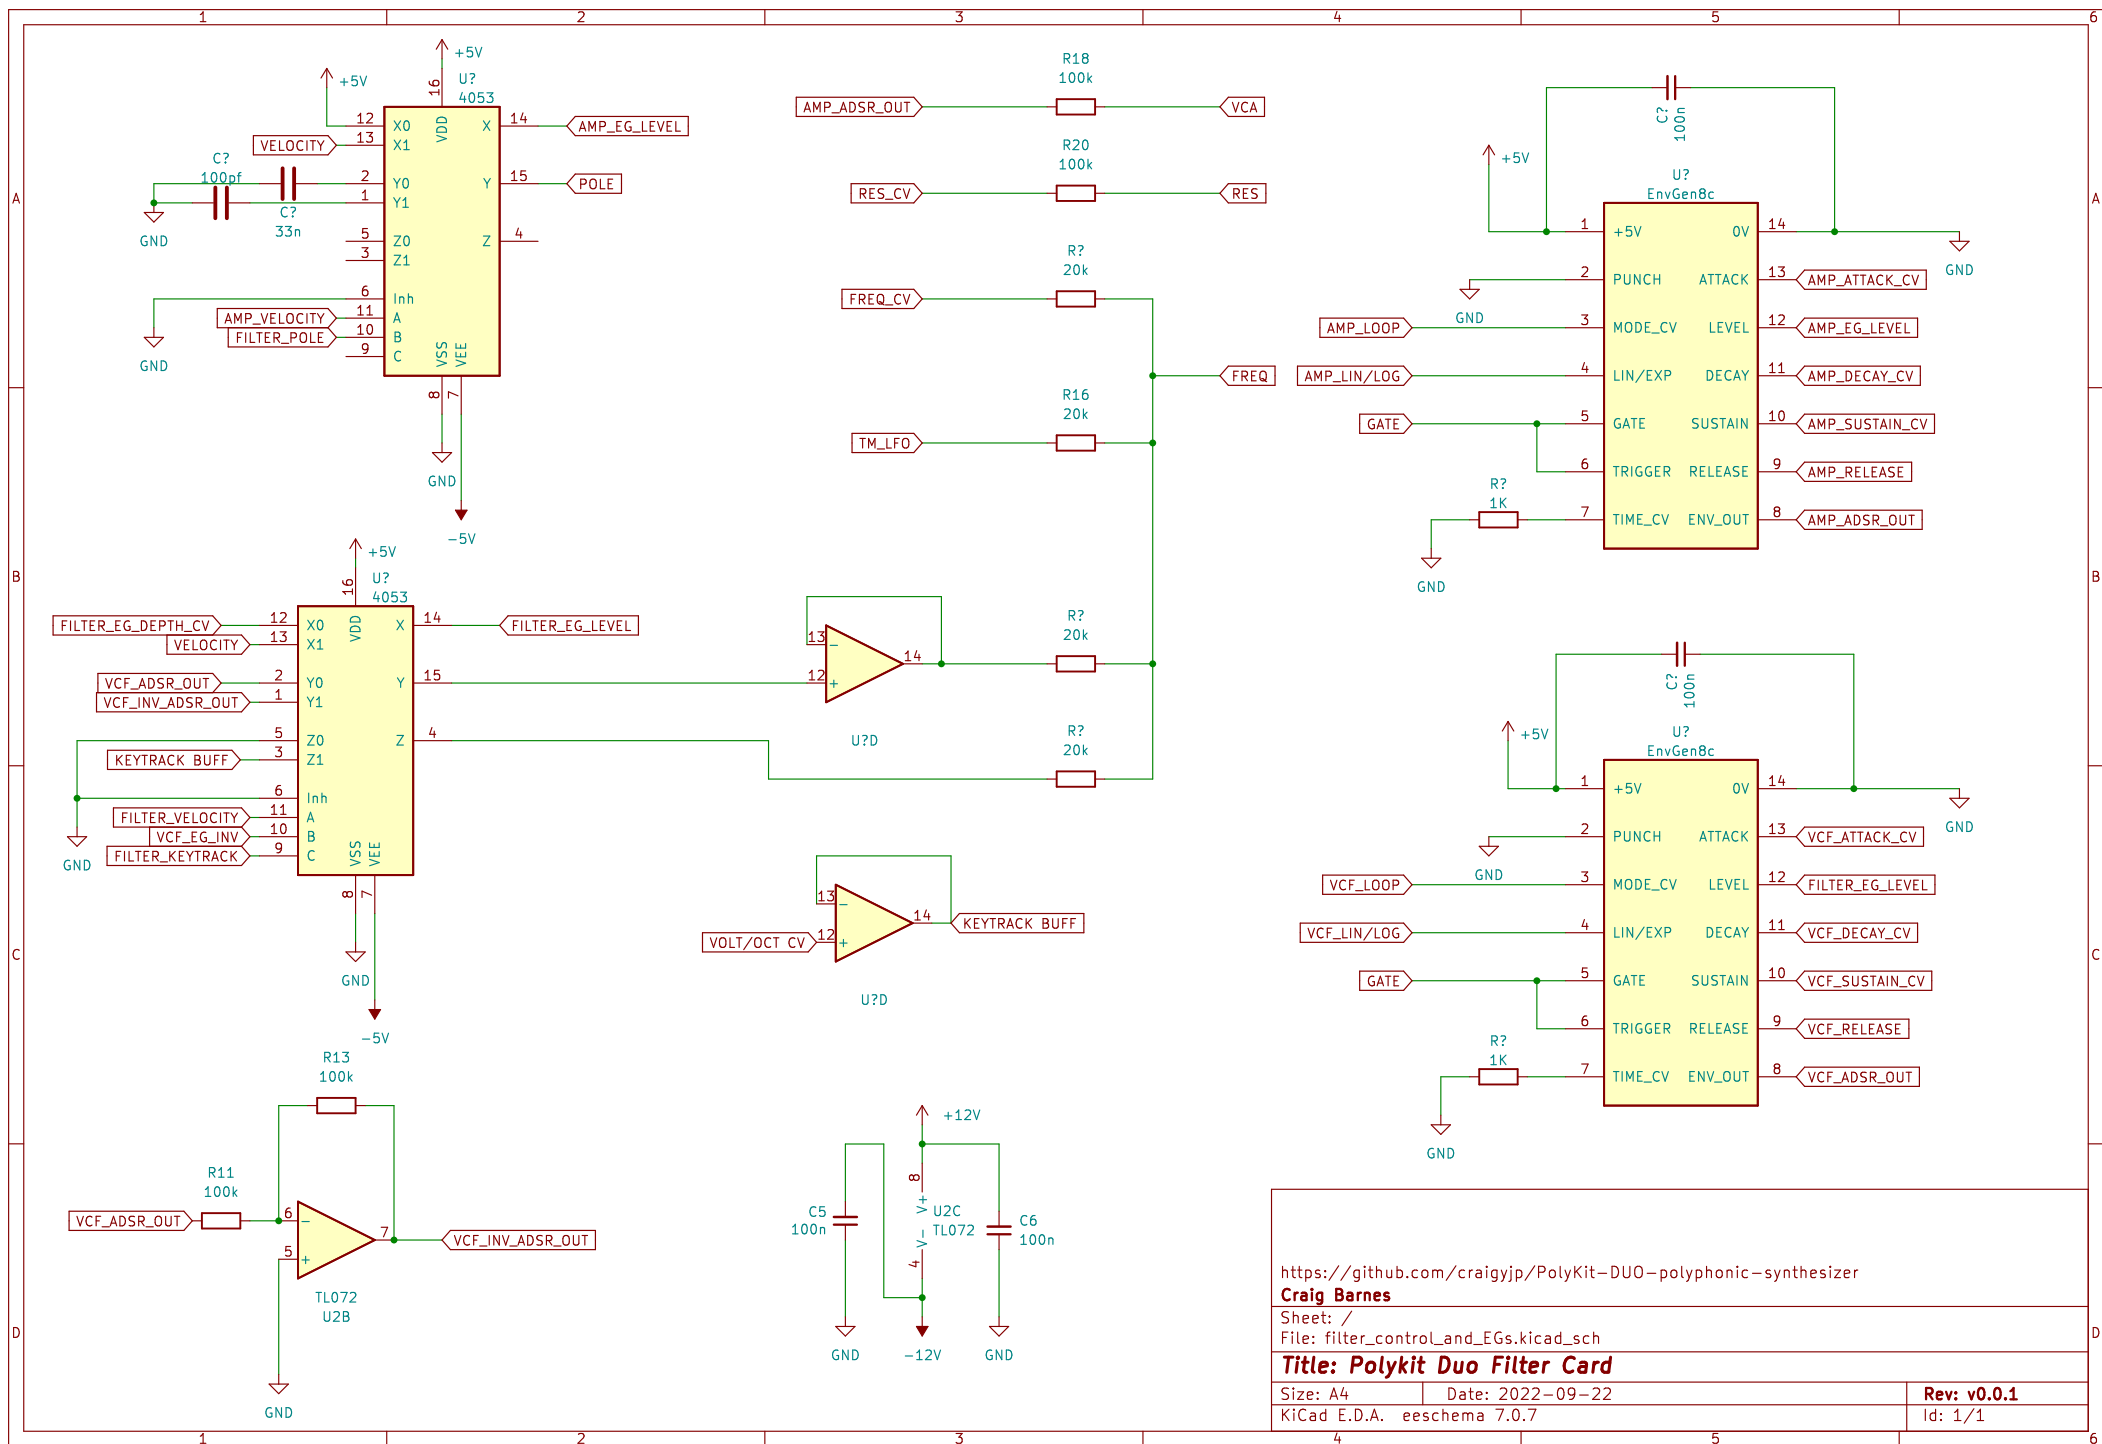 1 2 3 4 5 6
A A
B B
C C
D D
1 2 3 4 5 6
+5V
+5V
U?
4053
16
VDD
12 X0
VELOCITY 13 X1
X 14 AMP_EG_LEVEL
C?
100pf
2 Y0
1 Y1
Y 15 POLE
C?
33n
GND
5 Z0
3 Z1
Z 4
6 Inh
AMP_VELOCITY 11 A
FILTER_POLE 10 B
9 C
GND
VSS VEE
8 7
GND
-5V
+5V
U?
4053
16
VDD
FILTER_EG_DEPTH_CV 12 X0
VELOCITY 13 X1
X 14 FILTER_EG_LEVEL
VCF_ADSR_OUT 2 Y0
VCF_INV_ADSR_OUT 1 Y1
Y 15
5 Z0
KEYTRACK BUFF 3 Z1
Z 4
6 Inh
FILTER_VELOCITY 11 A
VCF_EG_INV 10 B
FILTER_KEYTRACK 9 C
GND
VSS VEE
8 7
GND
-5V
R13
100k
R11
100k
VCF_ADSR_OUT 6 -
5 +
7 VCF_INV_ADSR_OUT
TL072
U2B
GND
R18
100k
AMP_ADSR_OUT VCA
R20
100k
RES_CV RES
R?
20k
FREQ_CV
FREQ
R16
20k
TM_LFO
R?
20k
13 -
12 +
14
U?D
R?
20k
13 -
VOLT/OCT CV 12 +
14 KEYTRACK BUFF
U?D
+12V
8
V+
U2C
TL072
V-
4
C5
100n
C6
100n
GND
-12V
GND
C?
100n
+5V
U?
EnvGen8c
1 +5V 0V 14
GND
2 PUNCH ATTACK 13 AMP_ATTACK_CV
GND
AMP_LOOP 3 MODE_CV LEVEL 12 AMP_EG_LEVEL
AMP_LIN/LOG 4 LIN/EXP DECAY 11 AMP_DECAY_CV
GATE 5 GATE SUSTAIN 10 AMP_SUSTAIN_CV
6 TRIGGER RELEASE 9 AMP_RELEASE
R?
1K
7 TIME_CV ENV_OUT 8 AMP_ADSR_OUT
GND
C?
100n
+5V
U?
EnvGen8c
1 +5V 0V 14
GND
2 PUNCH ATTACK 13 VCF_ATTACK_CV
GND
VCF_LOOP 3 MODE_CV LEVEL 12 FILTER_EG_LEVEL
VCF_LIN/LOG 4 LIN/EXP DECAY 11 VCF_DECAY_CV
GATE 5 GATE SUSTAIN 10 VCF_SUSTAIN_CV
6 TRIGGER RELEASE 9 VCF_RELEASE
R?
1K
7 TIME_CV ENV_OUT 8 VCF_ADSR_OUT
GND
https://github.com/craigyjp/PolyKit-DUO-polyphonic-synthesizer
Craig Barnes
Sheet: /
File: filter_control_and_EGs.kicad_sch
Title: Polykit Duo Filter Card
Size: A4 Date: 2022-09-22 Rev: v0.0.1
KiCad E.D.A. eeschema 7.0.7 Id: 1/1